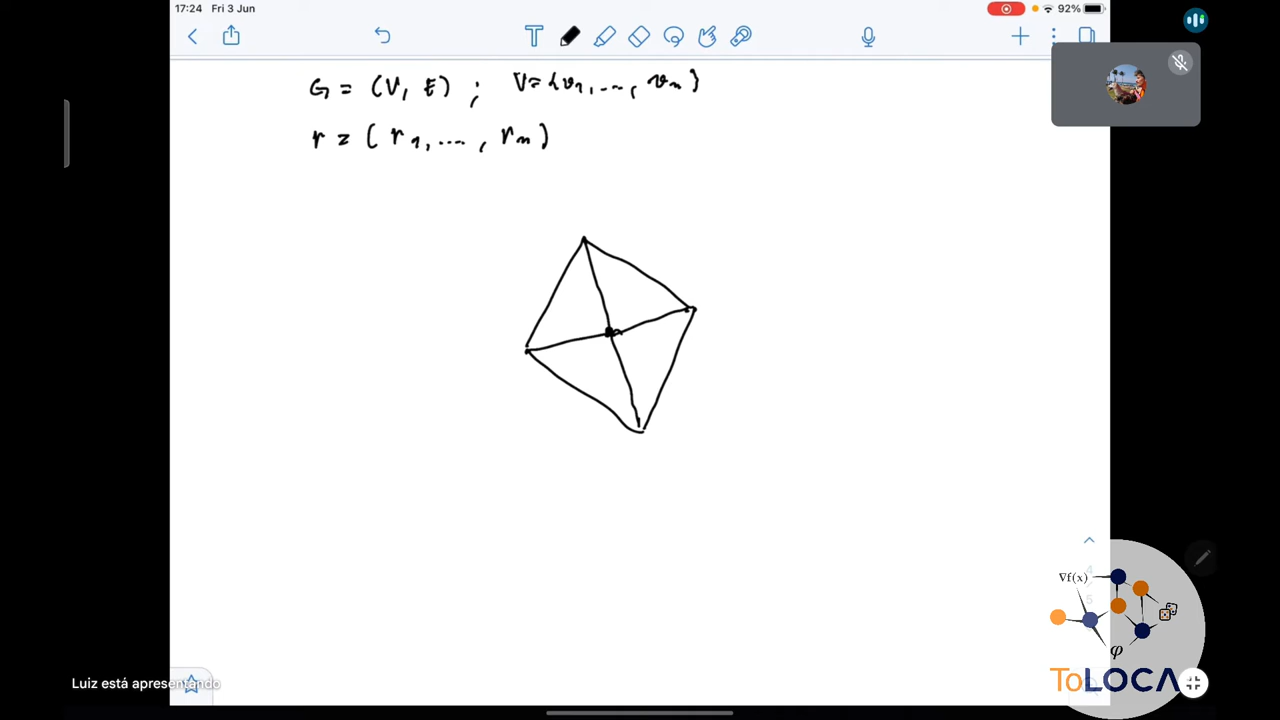 17:24 Fri 3 Jun
92%
T
G = (V, E) ; V={v1,..., vn}
r = (r1,...., rn)
∇f(x)
φ
ToLOCA
Luiz está apresentando